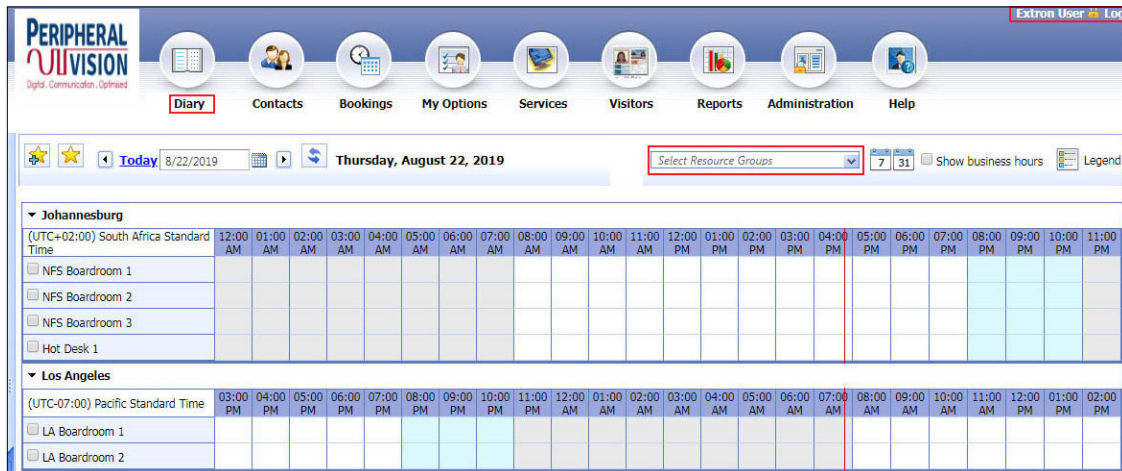 Extron User
PERIPHERAL
VISION
Digital . Communication . Optimised
Diary Contacts Bookings My Options Services Visitors Reports Administration Help
Today 8/22/2019 Thursday, August 22, 2019 Select Resource Groups 7 31 Show business hours Legend
Johannesburg
(UTC+02:00) South Africa Standard Time 12:00 AM 01:00 AM 02:00 AM 03:00 AM 04:00 AM 05:00 AM 06:00 AM 07:00 AM 08:00 AM 09:00 AM 10:00 AM 11:00 AM 12:00 PM 01:00 PM 02:00 PM 03:00 PM 04:00 PM 05:00 PM 06:00 PM 07:00 PM 08:00 PM 09:00 PM 10:00 PM 11:00 PM
NFS Boardroom 1
NFS Boardroom 2
NFS Boardroom 3
Hot Desk 1
Los Angeles
(UTC-07:00) Pacific Standard Time 03:00 PM 04:00 PM 05:00 PM 06:00 PM 07:00 PM 08:00 PM 09:00 PM 10:00 PM 11:00 PM 12:00 AM 01:00 AM 02:00 AM 03:00 AM 04:00 AM 05:00 AM 06:00 AM 07:00 AM 08:00 AM 09:00 AM 10:00 AM 11:00 AM 12:00 PM 01:00 PM 02:00 PM
LA Boardroom 1
LA Boardroom 2